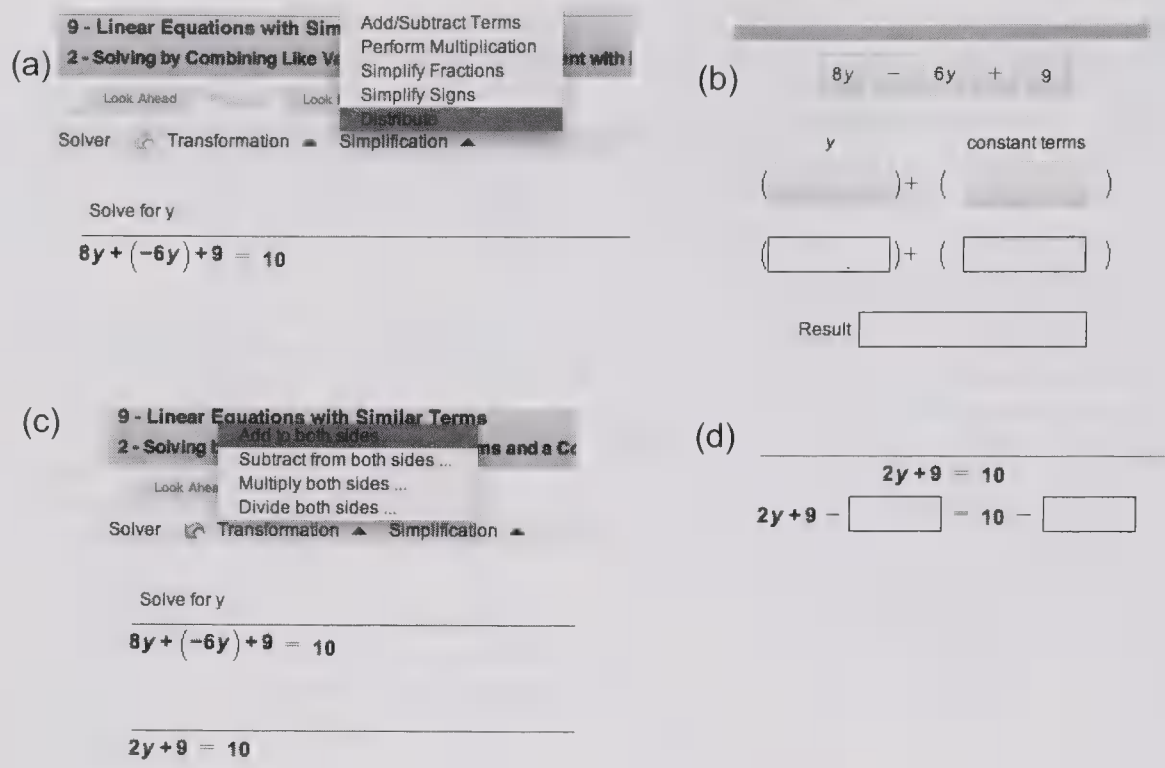 (a)
9 - Linear Equations with Sim
2 - Solving by Combining Like Va
ent with
Add/Subtract Terms
Perform Multiplication
Simplify Fractions
Simplify Signs
Distribute
Look Ahead
Look
Solver Transformation Simplification
Solve for y
8y + (−6y) + 9 = 10
(b)
8y − 6y + 9
y constant terms
( ) + ( )
( ) + ( )
Result
(c)
9 - Linear Equations with Similar Terms
2 - Solving
ms and a Co
Add to both sides
Subtract from both sides ...
Multiply both sides ...
Divide both sides ...
Look Ahea
Solver Transformation Simplification
Solve for y
8y + (−6y) + 9 = 10
2y + 9 = 10
(d)
2y + 9 = 10
2y + 9 − = 10 −